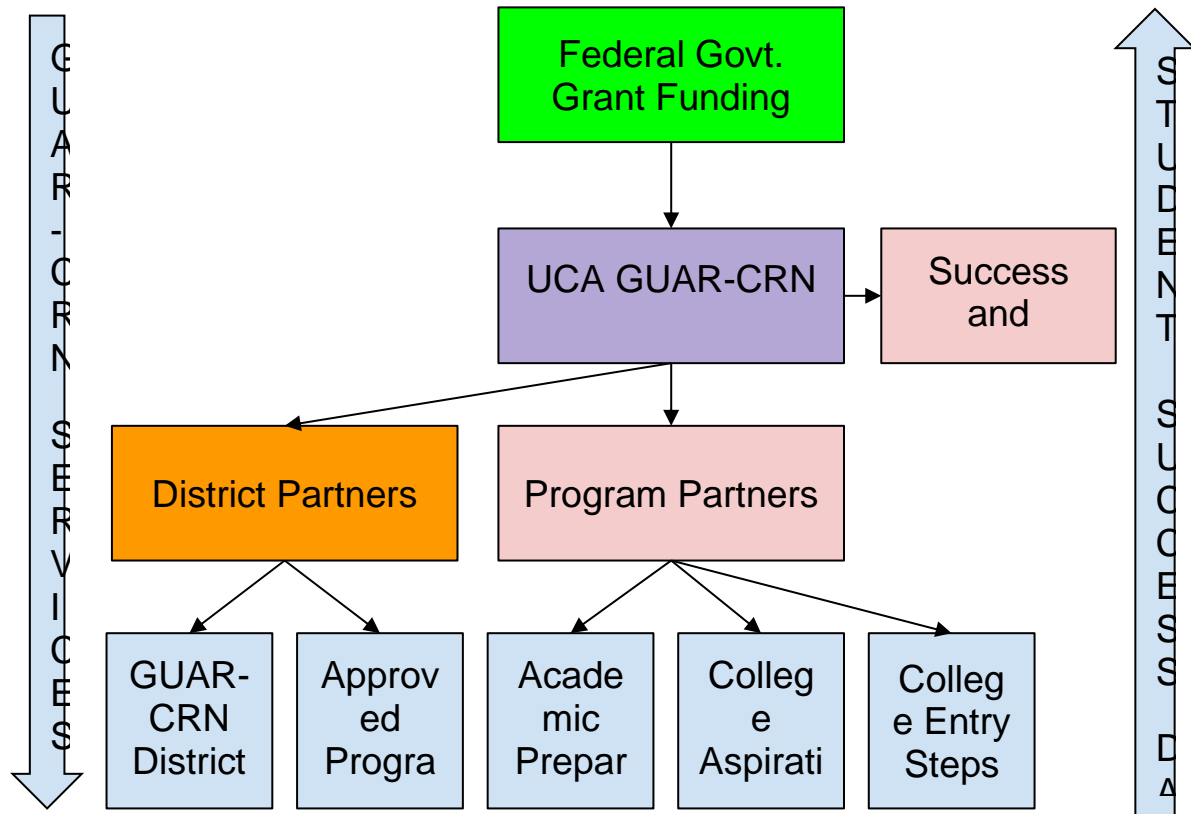 GUAR-CRN SERVICES
Federal Govt.
Grant Funding
STUDENT SUCCESS DA
UCA GUAR-CRN
Success
and
District Partners
Program Partners
GUAR-
CRN
District
Approv
ed
Progra
Acade
mic
Prepar
Colleg
e
Aspirati
Colleg
e Entry
Steps